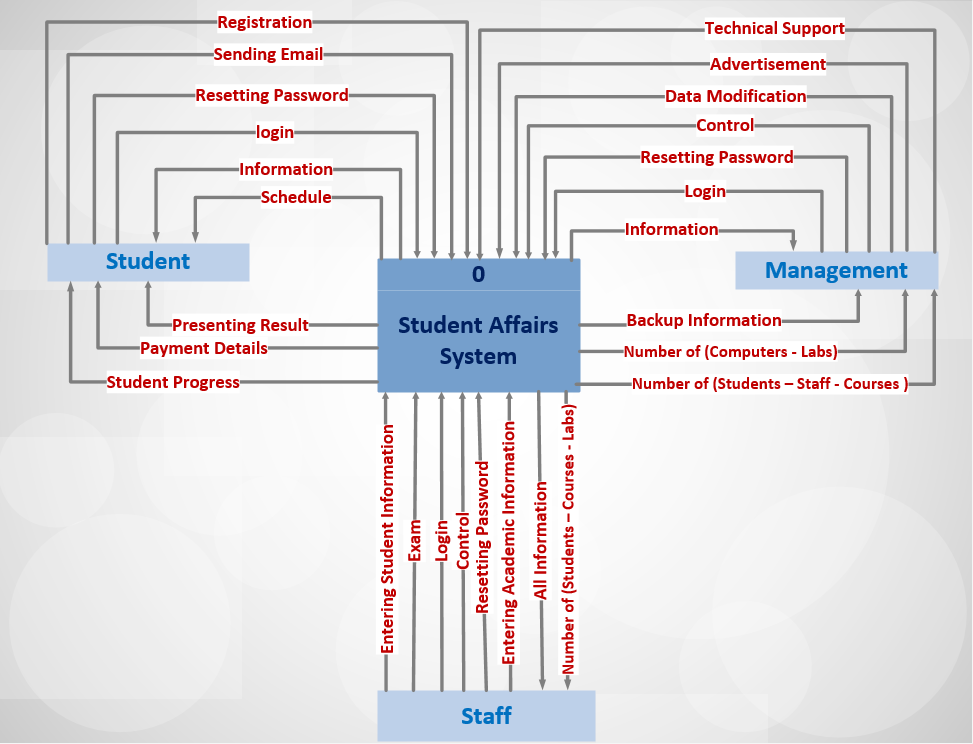 Registration
Sending Email
Resetting Password
login
Information
Schedule
Technical Support
Advertisement
Data Modification
Control
Resetting Password
Login
Information
Student
0
Student Affairs
System
Management
Presenting Result
Payment Details
Student Progress
Backup Information
Number of (Computers - Labs)
Number of (Students – Staff - Courses )
Entering Student Information
Exam
Login
Control
Resetting Password
Entering Academic Information
All Information
Number of (Students – Courses - Labs)
Staff